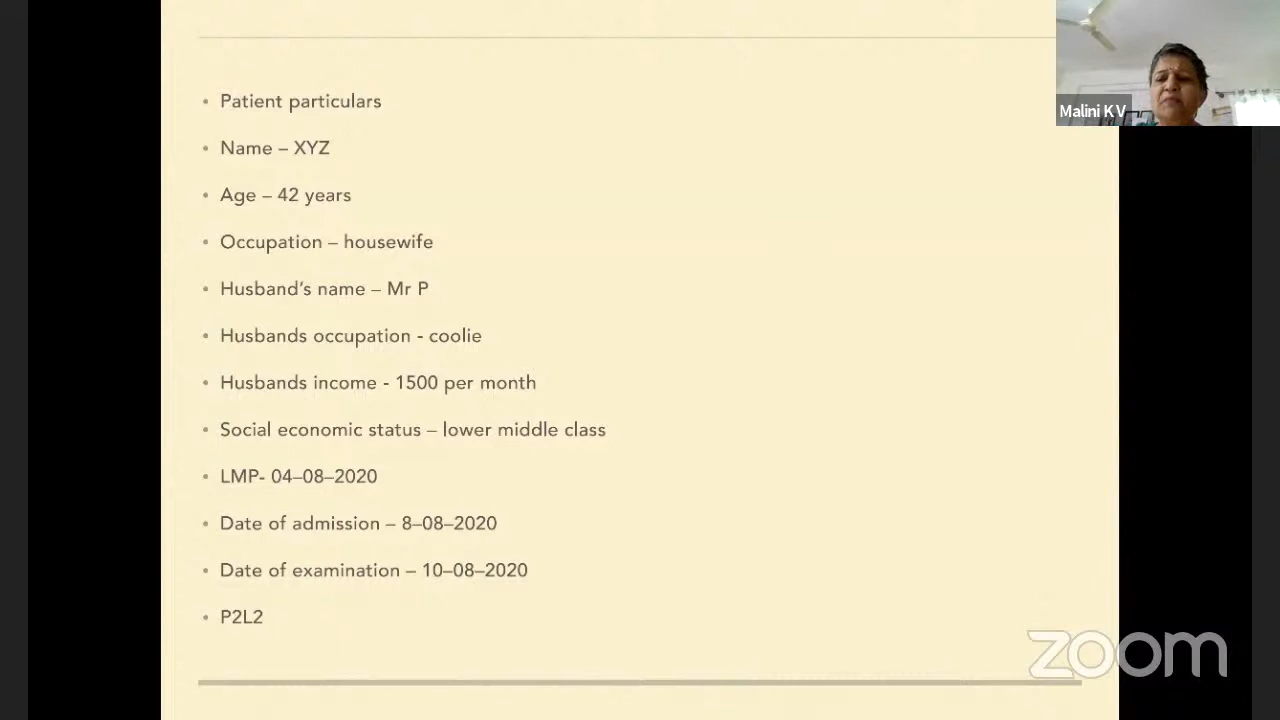 Patient particulars
Name – XYZ
Age – 42 years
Occupation – housewife
Husband's name – Mr P
Husbands occupation - coolie
Husbands income - 1500 per month
Social economic status – lower middle class
LMP- 04–08–2020
Date of admission – 8–08–2020
Date of examination – 10–08–2020
P2L2
Malini K V
zoom